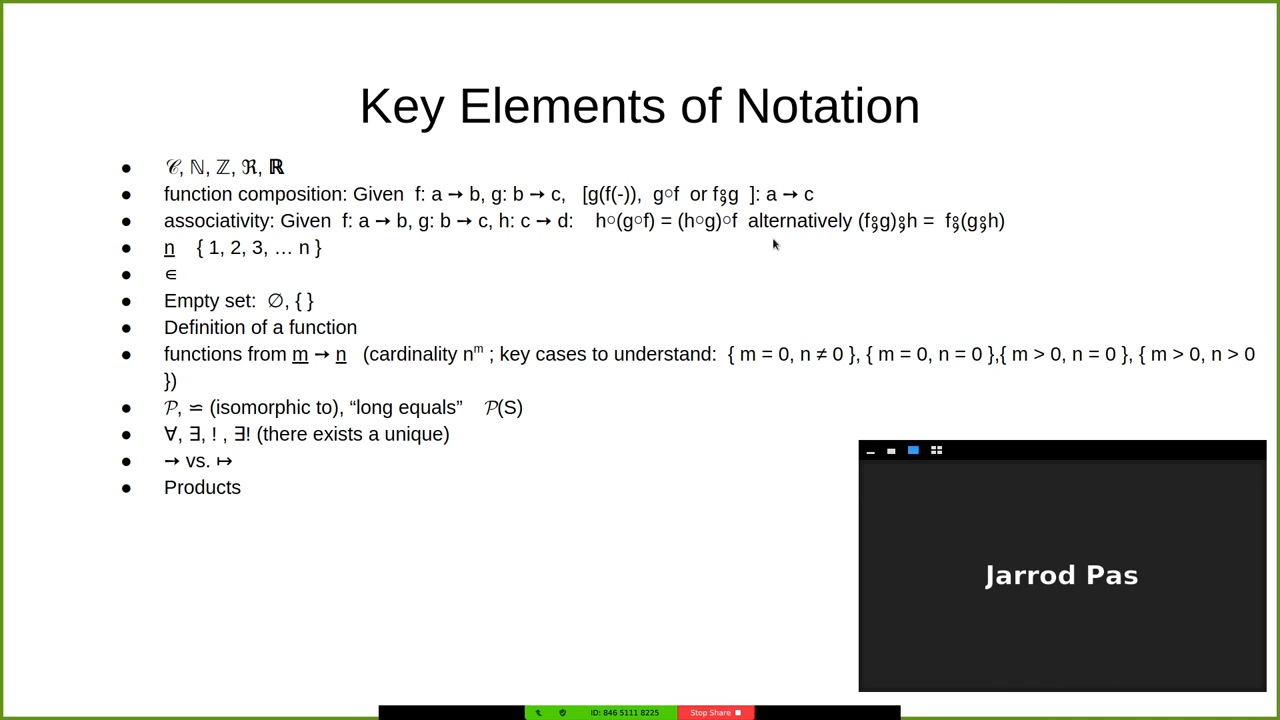 Key Elements of Notation
● 𝒞, ℕ, ℤ, ℜ, ℝ
● function composition: Given f: a → b, g: b → c, [g(f(-)), g○f or f⨟g ]: a → c
● associativity: Given f: a → b, g: b → c, h: c → d: h○(g○f) = (h○g)○f alternatively (f⨟g)⨟h = f⨟(g⨟h)
● n { 1, 2, 3, … n }
● ∊
● Empty set: ∅, { }
● Definition of a function
● functions from m → n (cardinality nᵐ ; key cases to understand: { m = 0, n ≠ 0 }, { m = 0, n = 0 },{ m > 0, n = 0 }, { m > 0, n > 0
})
● 𝒫, ≃ (isomorphic to), “long equals” 𝒫(S)
● ∀, ∃, ! , ∃! (there exists a unique)
● → vs. ↦
● Products
Jarrod Pas
ID: 846 5111 8225 Stop Share